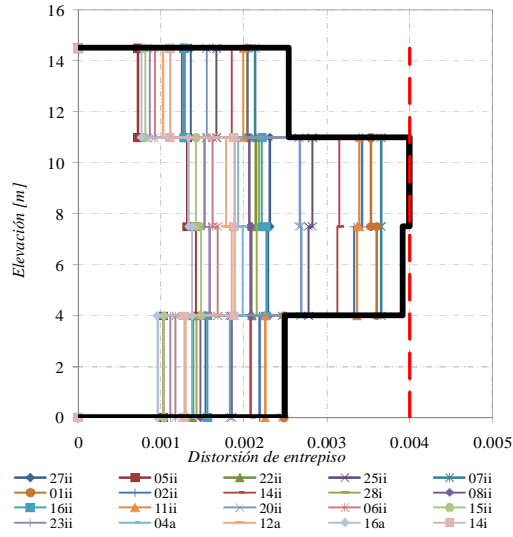 16
14
12
10
8
6
4
2
0
Elevación [m]
0 0.001 0.002 0.003 0.004 0.005
Distorsión de entrepiso
27ii 05ii 22ii 25ii 07ii
01ii 02ii 14ii 28i 08ii
16ii 11ii 20ii 06ii 15ii
23ii 04a 12a 16a 14i